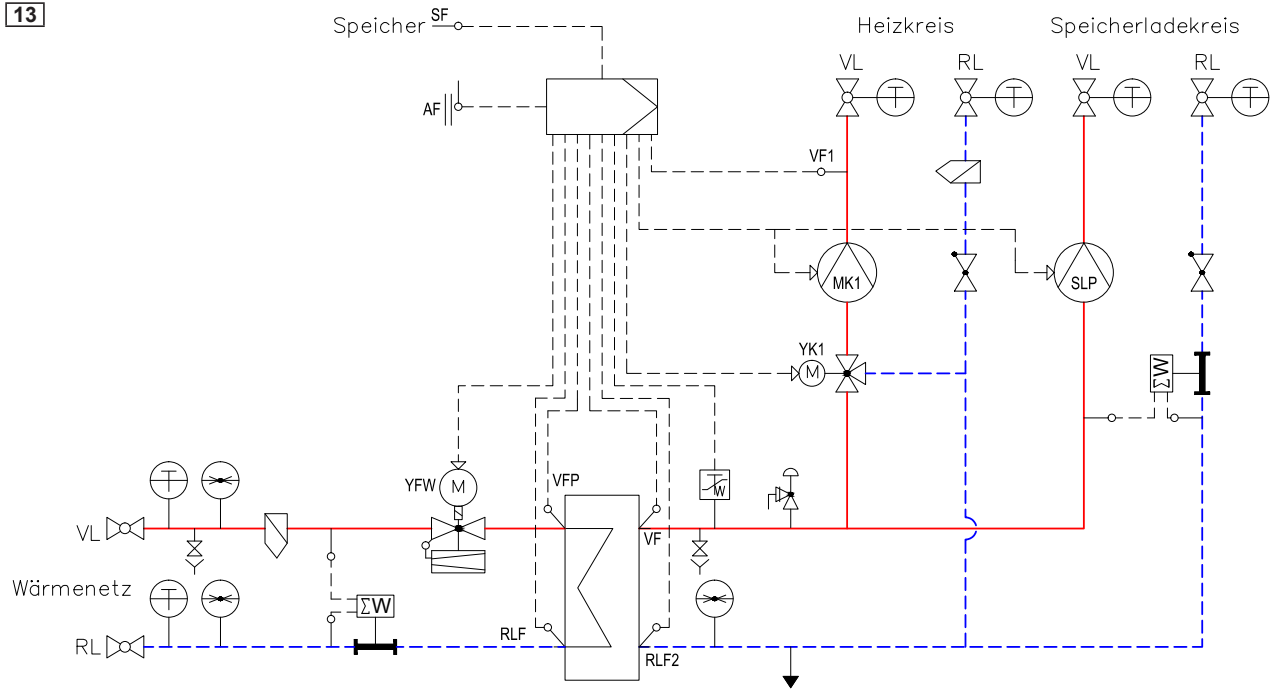 13
Speicher SF
Heizkreis
Speicherladekreis
VL
RL
VL
RL
T
T
T
T
AF
VF1
MK1
SLP
YK1
M
ΣW
YFW
M
VFP
W
T
VL
VF
Wärmenetz
T
ΣW
RL
RLF
RLF2